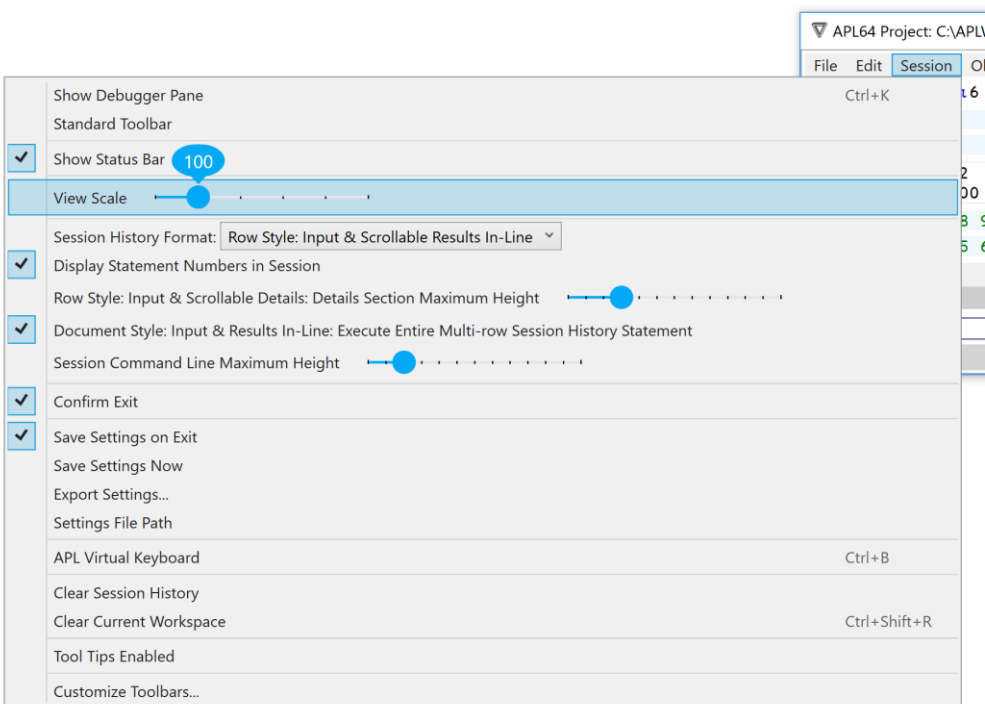 APL64 Project: C:\APL
File Edit Session
Show Debugger Pane Ctrl+K
Standard Toolbar
Show Status Bar 100
View Scale
Session History Format: Row Style: Input & Scrollable Results In-Line
Display Statement Numbers in Session
Row Style: Input & Scrollable Details: Details Section Maximum Height
Document Style: Input & Results In-Line: Execute Entire Multi-row Session History Statement
Session Command Line Maximum Height
Confirm Exit
Save Settings on Exit
Save Settings Now
Export Settings...
Settings File Path
APL Virtual Keyboard Ctrl+B
Clear Session History
Clear Current Workspace Ctrl+Shift+R
Tool Tips Enabled
Customize Toolbars...